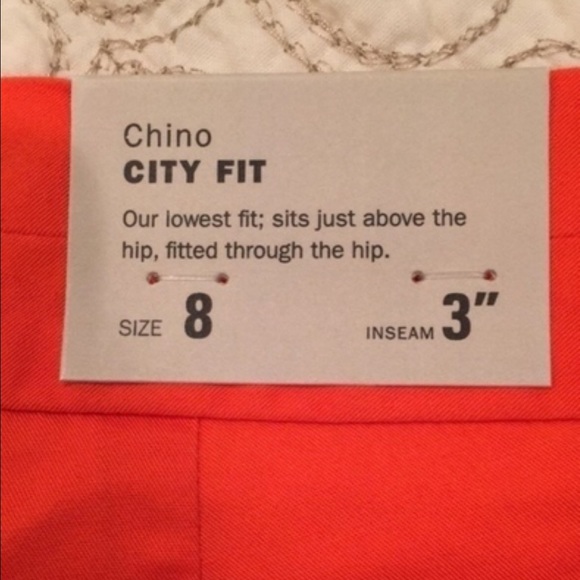 Chino
CITY FIT
Our lowest fit; sits just above the
hip, fitted through the hip.
SIZE 8 INSEAM 3"